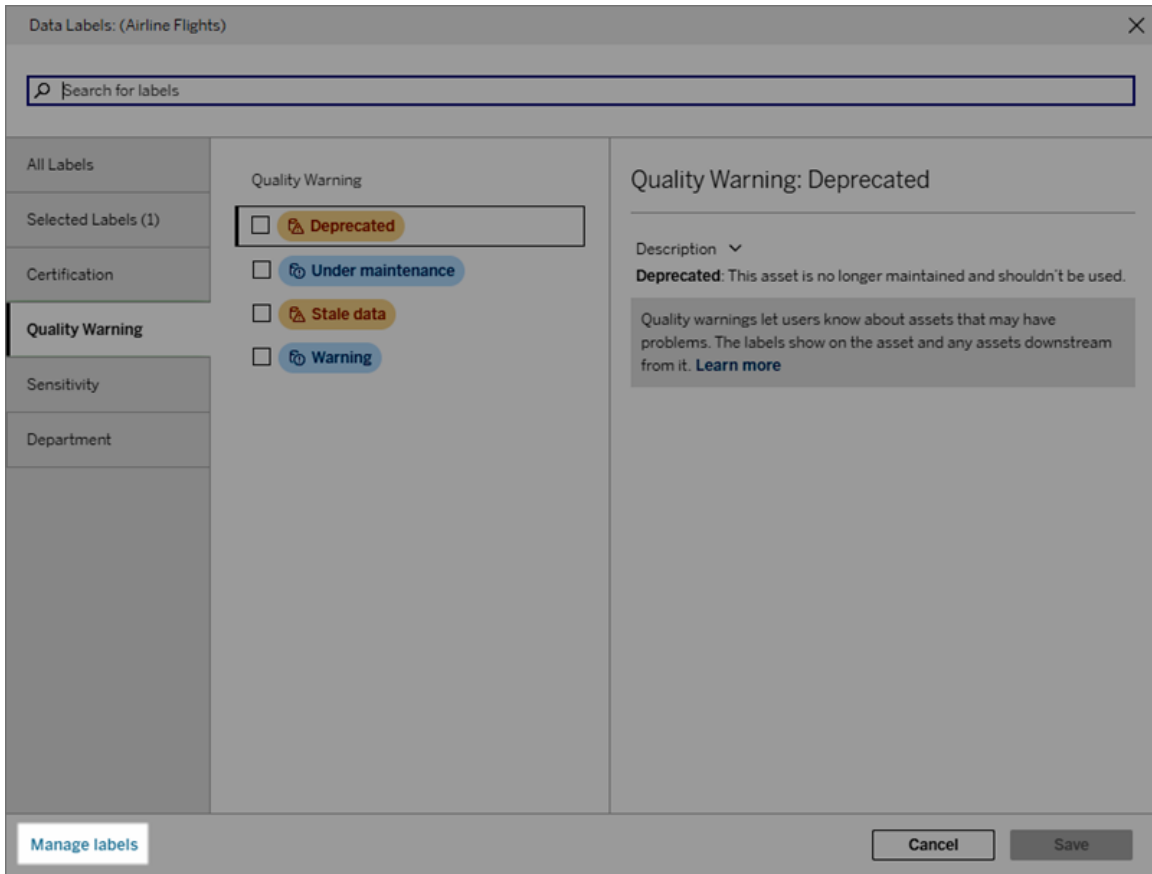 Data Labels: (Airline Flights)
Search for labels
All Labels
Selected Labels (1)
Certification
Quality Warning
Sensitivity
Department
Quality Warning
Deprecated
Under maintenance
Stale data
Warning
Quality Warning: Deprecated
Description
Deprecated: This asset is no longer maintained and shouldn't be used.
Quality warnings let users know about assets that may have
problems. The labels show on the asset and any assets downstream
from it. Learn more
Manage labels
Cancel
Save